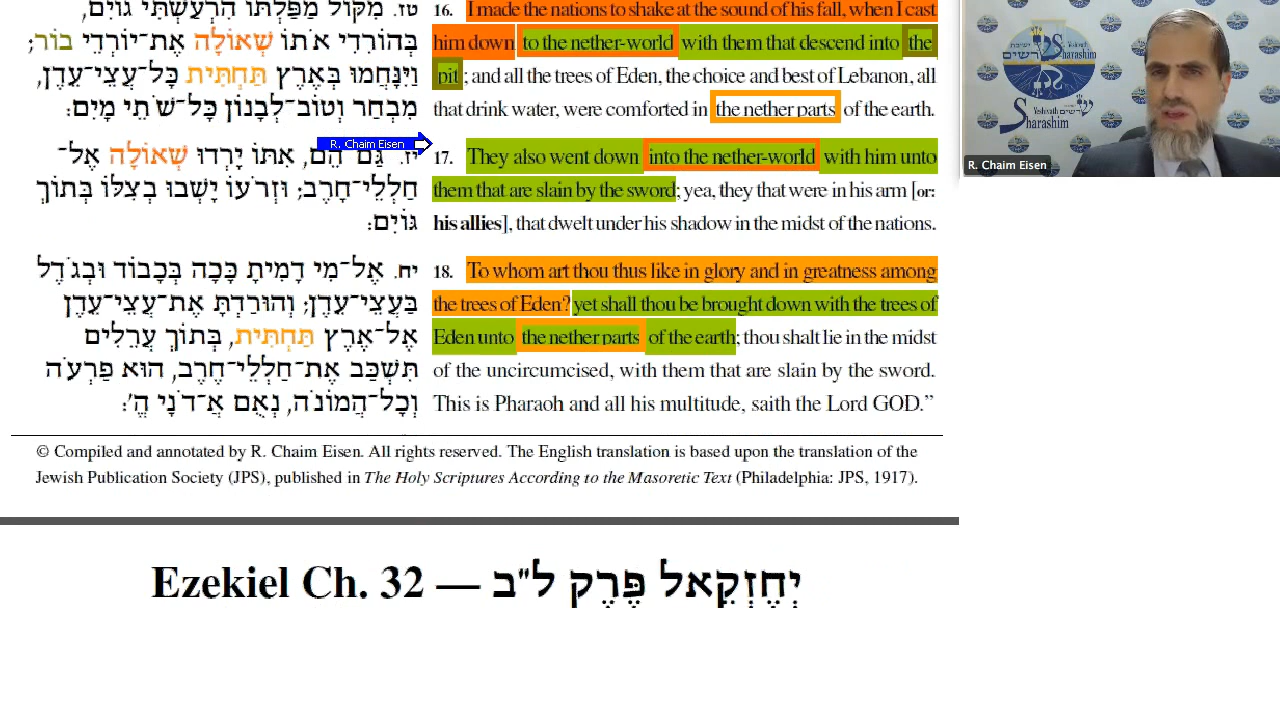 טז. מִקּוֹל מַפַּלְתּוֹ הִרְעַשְׁתִּי גוֹיִם,
בְּהוֹרִדִי אֹתוֹ שְׁאוֹלָה אֶת־יוֹרְדֵי בוֹר;
וַיִּנָּחֲמוּ בְּאֶרֶץ תַּחְתִּית כָּל־עֲצֵי־עֵדֶן,
מִבְחַר וְטוֹב־לְבָנוֹן כָּל־שֹׁתֵי מָיִם:
יז. גַּם הֵם, אִתּוֹ יָרְדוּ שְׁאוֹלָה אֶל־
חַלְלֵי־חָרֶב; וּזְרֹעוֹ יָשְׁבוּ בְצִלּוֹ בְּתוֹךְ
גּוֹיִם:
יח. אֶל־מִי דָמִיתָ כָּכָה בְּכָבוֹד וּבְגֹדֶל
בַּעֲצֵי־עֵדֶן; וְהוּרַדְתָּ אֶת־עֲצֵי־עֵדֶן
אֶל־אֶרֶץ תַּחְתִּית, בְּתוֹךְ עֲרֵלִים
תִּשְׁכַּב אֶת־חַלְלֵי־חֶרֶב, הוּא פַרְעֹה
וְכָל־הֲמוֹנֹה, נְאֻם אֲ־דֹנָי הֱ':
16. I made the nations to shake at the sound of his fall, when I cast
him down to the nether-world with them that descend into the
pit; and all the trees of Eden, the choice and best of Lebanon, all
that drink water, were comforted in the nether parts of the earth.
17. They also went down into the nether-world with him unto
them that are slain by the sword; yea, they that were in his arm [or:
his allies], that dwelt under his shadow in the midst of the nations.
18. To whom art thou thus like in glory and in greatness among
the trees of Eden? yet shall thou be brought down with the trees of
Eden unto the nether parts of the earth; thou shalt lie in the midst
of the uncircumcised, with them that are slain by the sword.
This is Pharaoh and all his multitude, saith the Lord GOD.”
R. Chaim Eisen
© Compiled and annotated by R. Chaim Eisen. All rights reserved. The English translation is based upon the translation of the
Jewish Publication Society (JPS), published in The Holy Scriptures According to the Masoretic Text (Philadelphia: JPS, 1917).
Ezekiel Ch. 32 — יְחֶזְקֵאל פֶּרֶק ל"ב
ישיבת
שרשים
Yeshivath
Sharashim
Yeshivath
Sharashim
R. Chaim Eisen